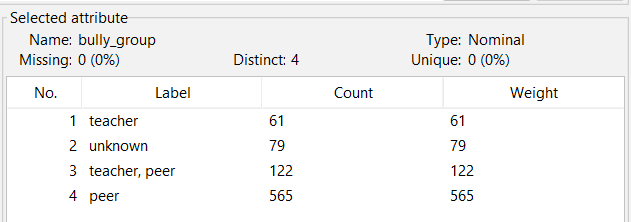 Selected attribute
Name: bully_group Type: Nominal
Missing: 0 (0%) Distinct: 4 Unique: 0 (0%)
No. Label Count Weight
1 teacher 61 61
2 unknown 79 79
3 teacher, peer 122 122
4 peer 565 565